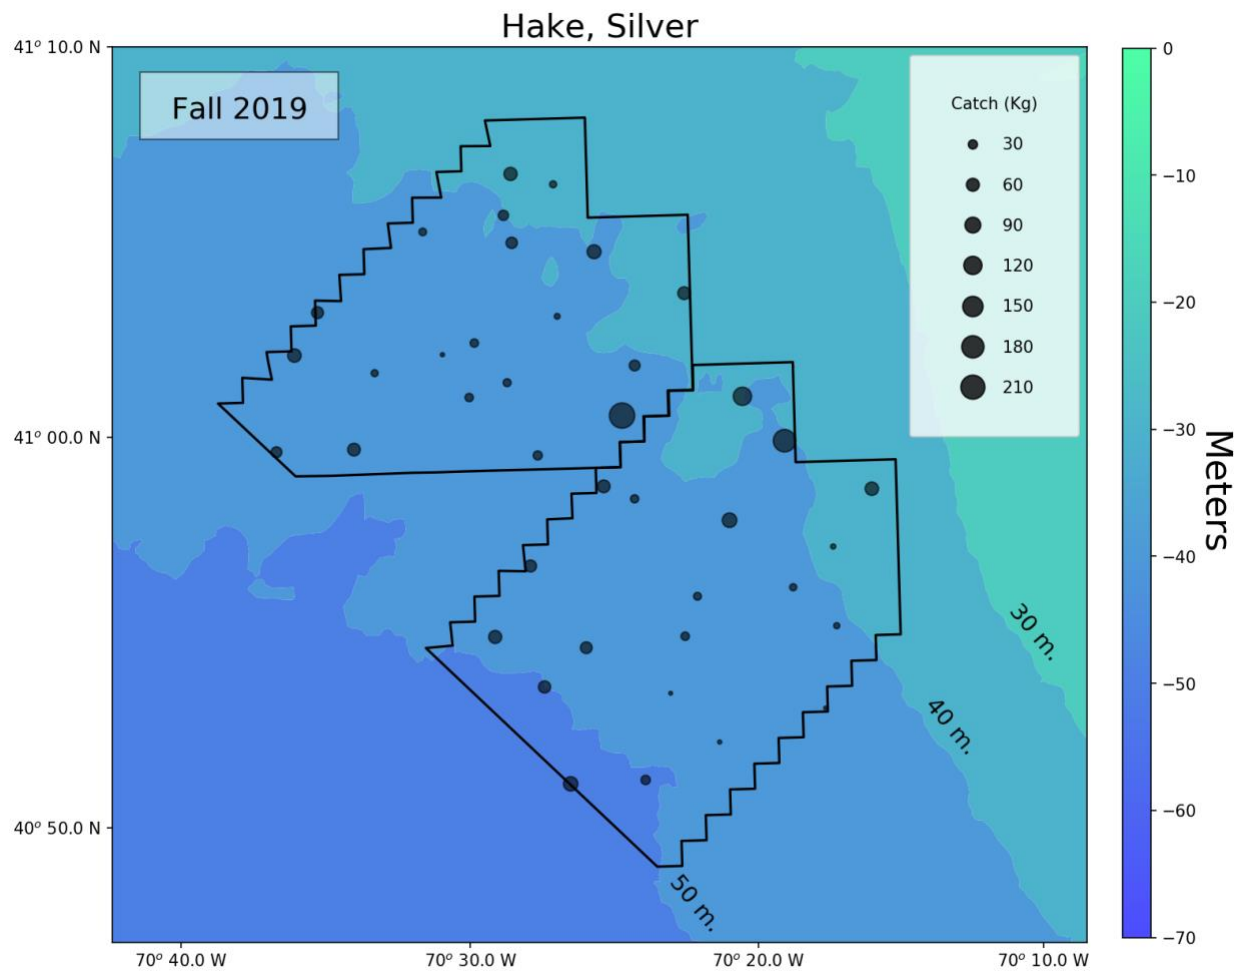 Hake, Silver
41° 10.0 N
41° 00.0 N
40° 50.0 N
Fall 2019
Catch (Kg)
30
60
90
120
150
180
210
30 m.
40 m.
50 m.
70° 40.0 W
70° 30.0 W
70° 20.0 W
70° 10.0 W
0
−10
−20
−30
−40
−50
−60
−70
Meters